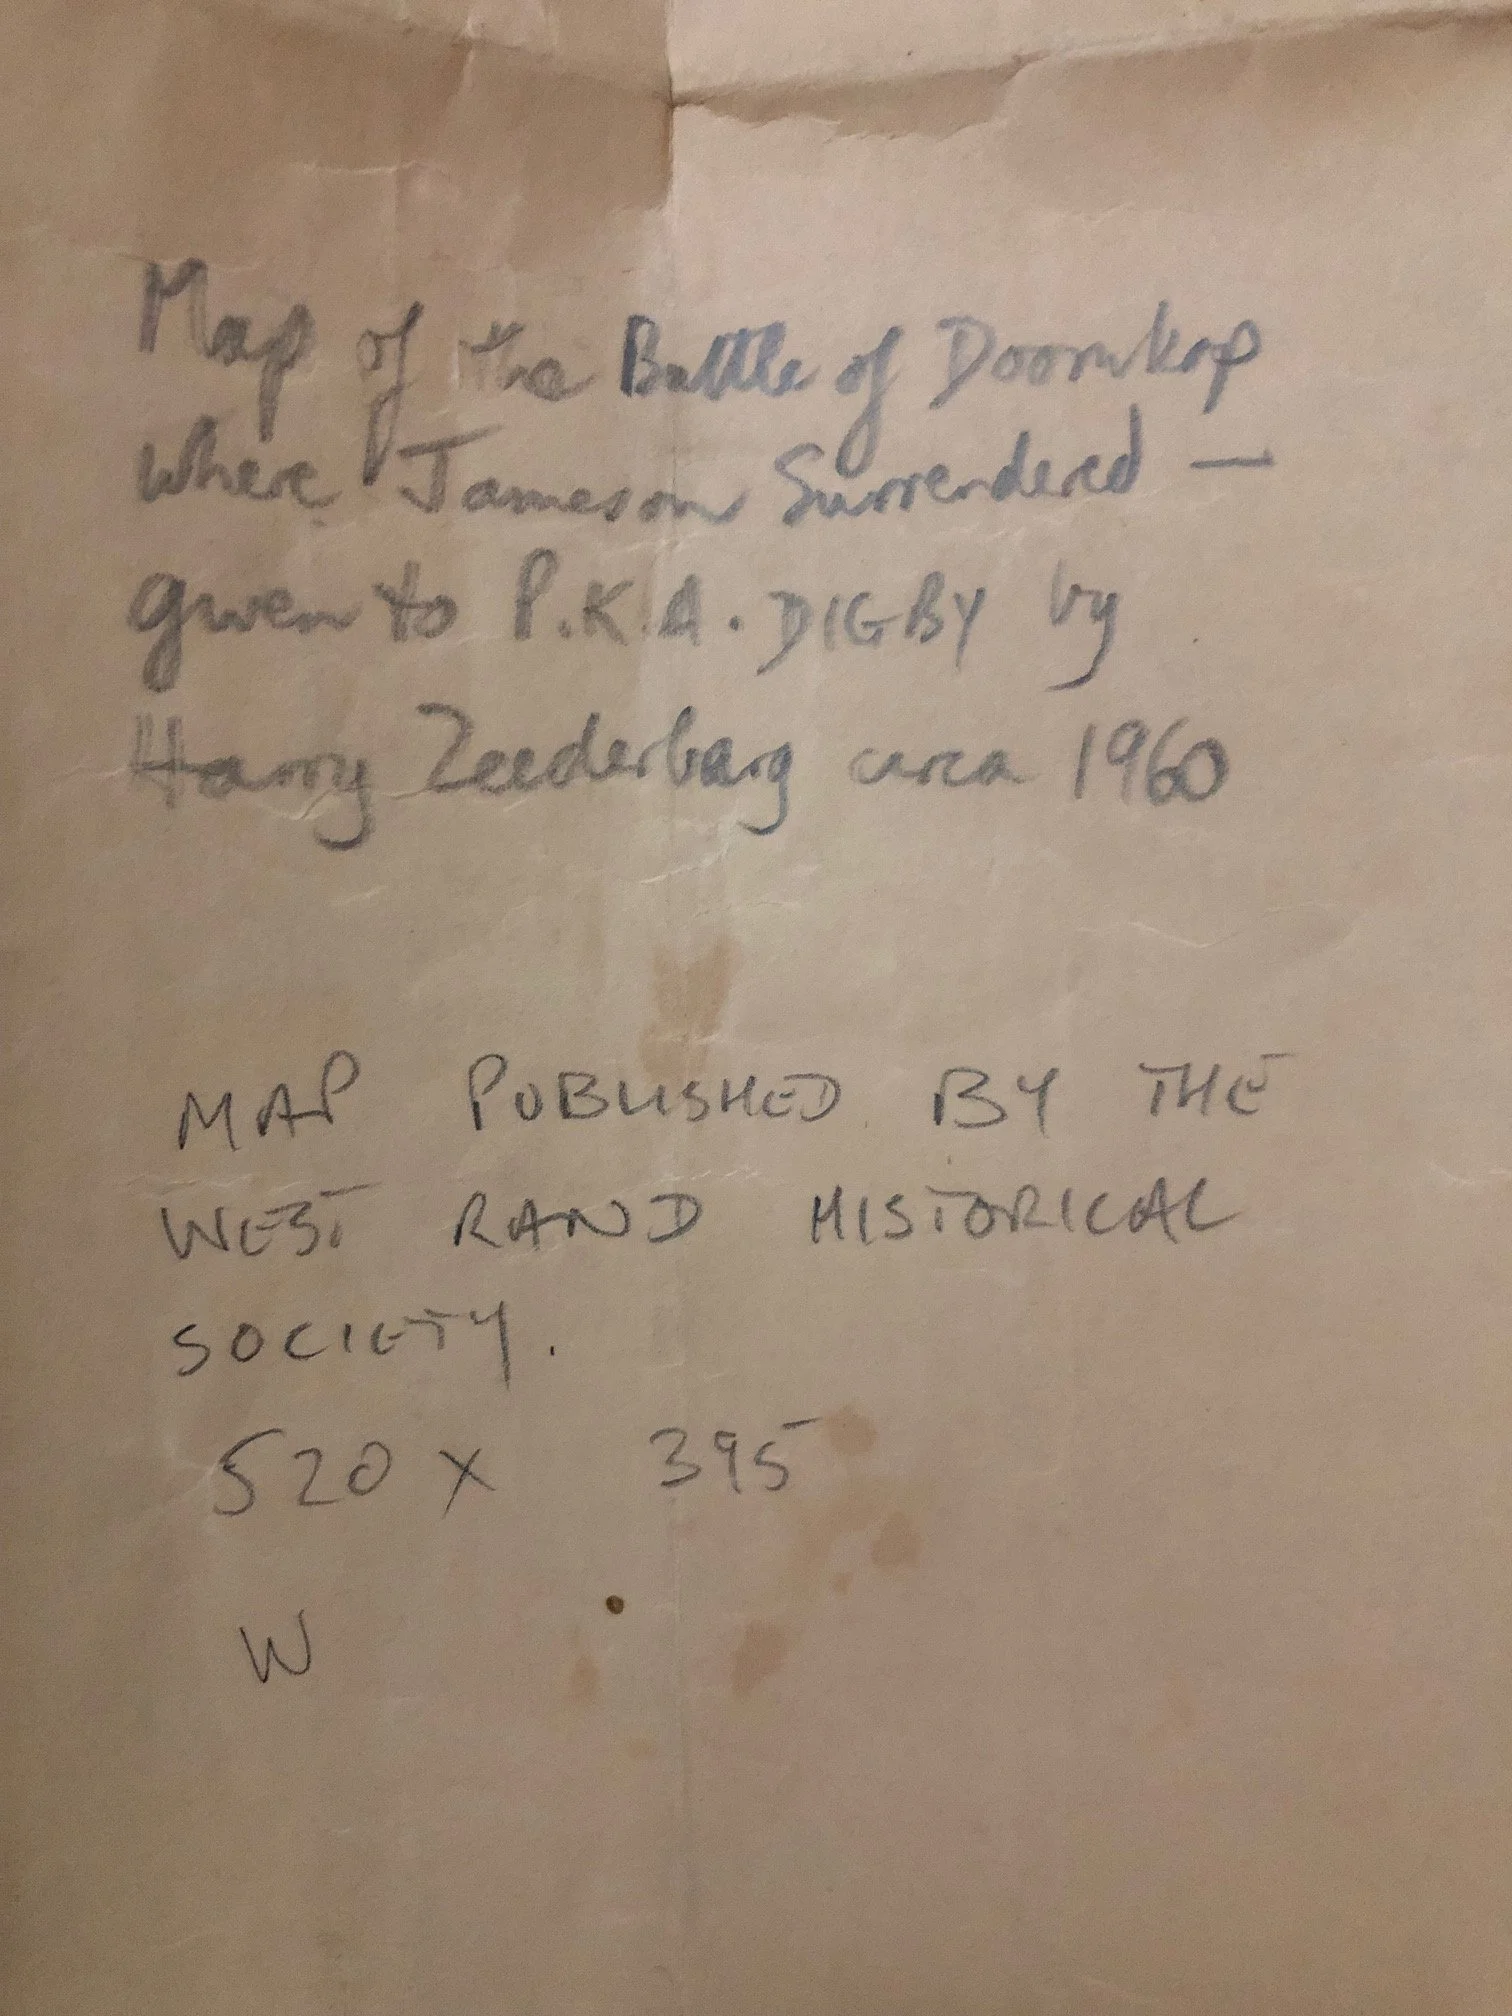 Map of the Battle of Doornkop
where Jameson Surrendered —
given to P.K.A. DIGBY by
Harry Zeederberg circa 1960
MAP PUBLISHED BY THE
WEST RAND HISTORICAL
SOCIETY.
520 x 395
W